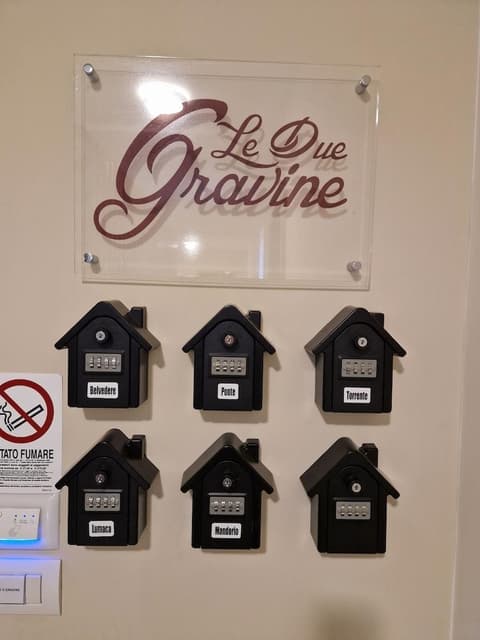 Le Due
Gravine
Belvedere
Ponte
Torrente
TATO FUMARE
Lumaca
Mandorlo